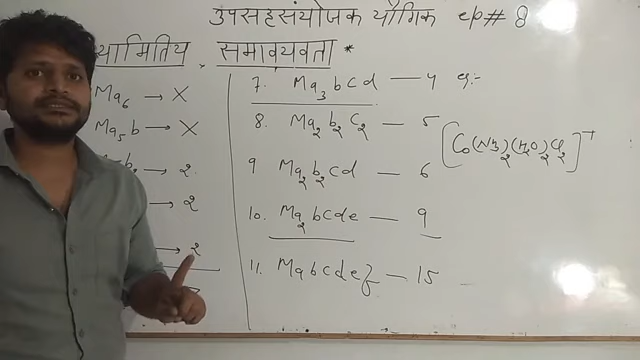 उपसहसंयोजक यौगिक ep# 8
यामितिय समावयवता *
Ma6 → X
Ma5b → X
→ 2
→ 2
→ 2
7. Ma3bcd — 4
8. Ma2b2c2 — 5
[Co(NH3)2(H2O)2Cl2]+
9 Ma2b2cd — 6
10. Ma2bcde — 9
11. Mabcdef — 15